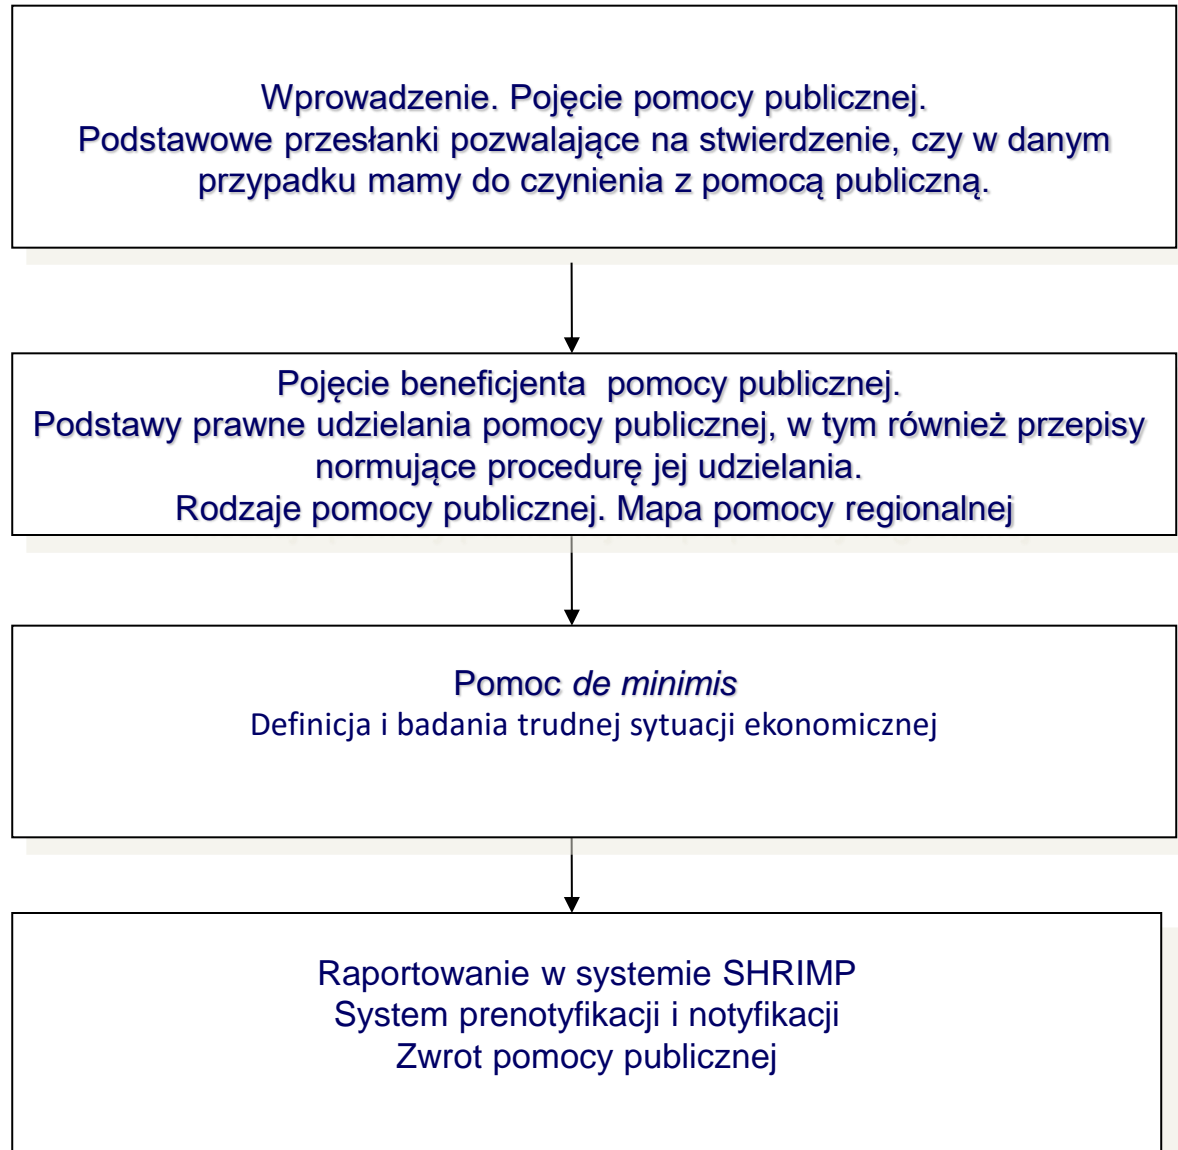 Wprowadzenie. Pojęcie pomocy publicznej.
Podstawowe przesłanki pozwalające na stwierdzenie, czy w danym
przypadku mamy do czynienia z pomocą publiczną.
Pojęcie beneficjenta  pomocy publicznej.
Podstawy prawne udzielania pomocy publicznej, w tym również przepisy
normujące procedurę jej udzielania.
Rodzaje pomocy publicznej. Mapa pomocy regionalnej
Pomoc de minimis
Definicja i badania trudnej sytuacji ekonomicznej
Raportowanie w systemie SHRIMP
System prenotyfikacji i notyfikacji
Zwrot pomocy publicznej